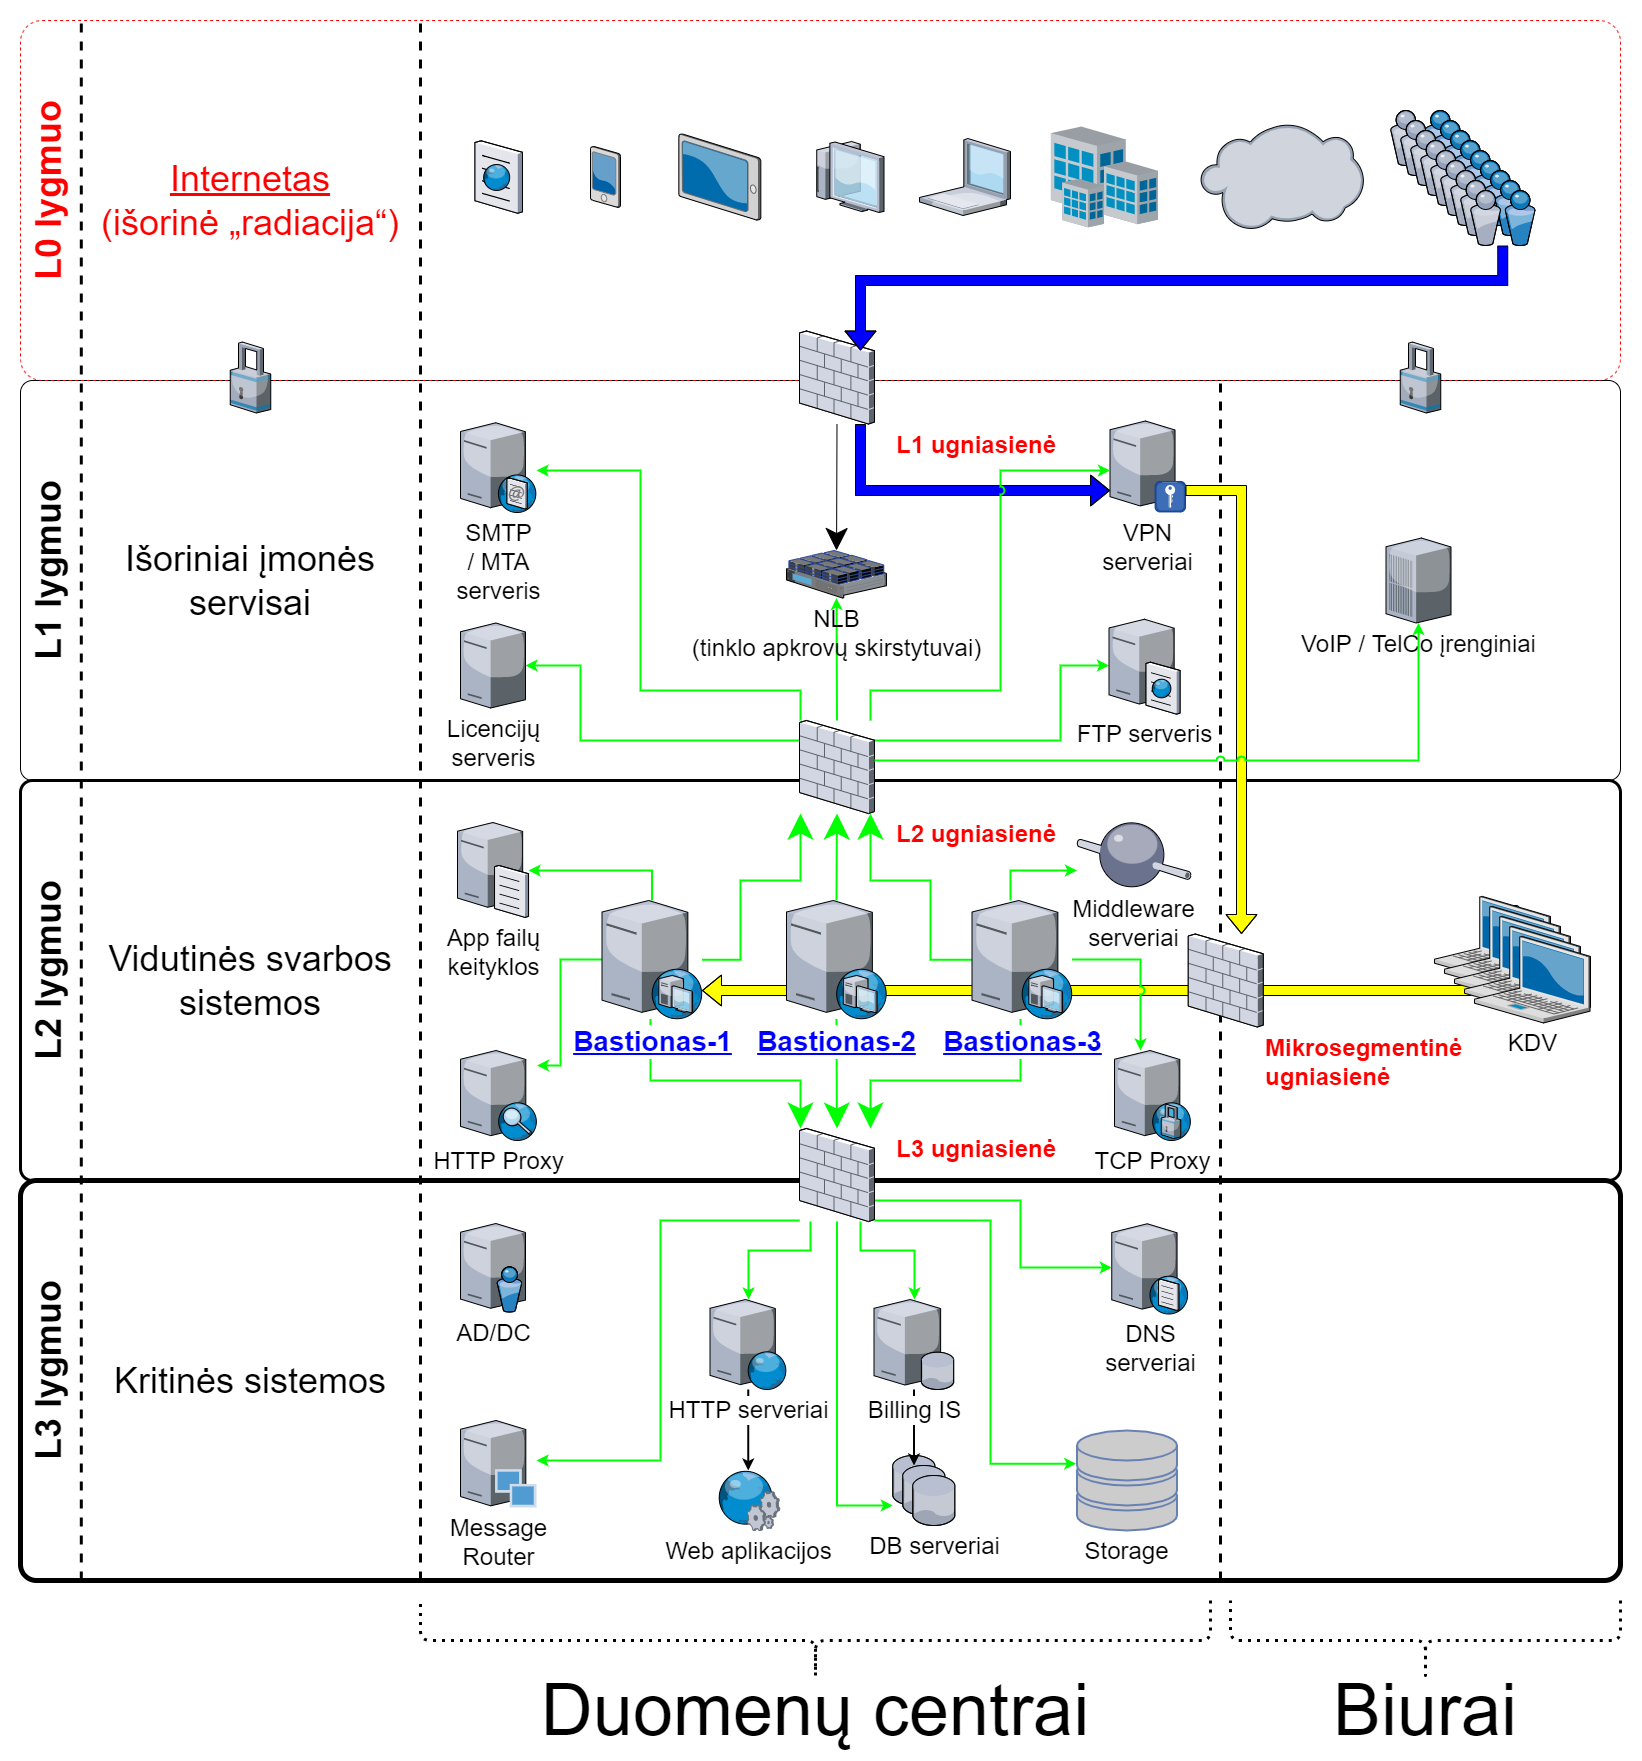 L0 lygmuo
Internetas
(išorinė „radiacija“)
L1 lygmuo
Išoriniai įmonės
servisai
L1 ugniasienė
SMTP
/ MTA
serveris
VPN
serveriai
NLB
(tinklo apkrovų skirstytuvai)
VoIP / TelCo įrenginiai
Licencijų
serveris
FTP serveris
L2 lygmuo
Vidutinės svarbos
sistemos
L2 ugniasienė
App failų
keityklos
Middleware
serveriai
Bastionas-1
Bastionas-2
Bastionas-3
Mikrosegmentinė
ugniasienė
KDV
HTTP Proxy
L3 ugniasienė
TCP Proxy
L3 lygmuo
Kritinės sistemos
AD/DC
DNS
serveriai
HTTP serveriai
Billing IS
Message
Router
Web aplikacijos
DB serveriai
Storage
Duomenų centrai
Biurai